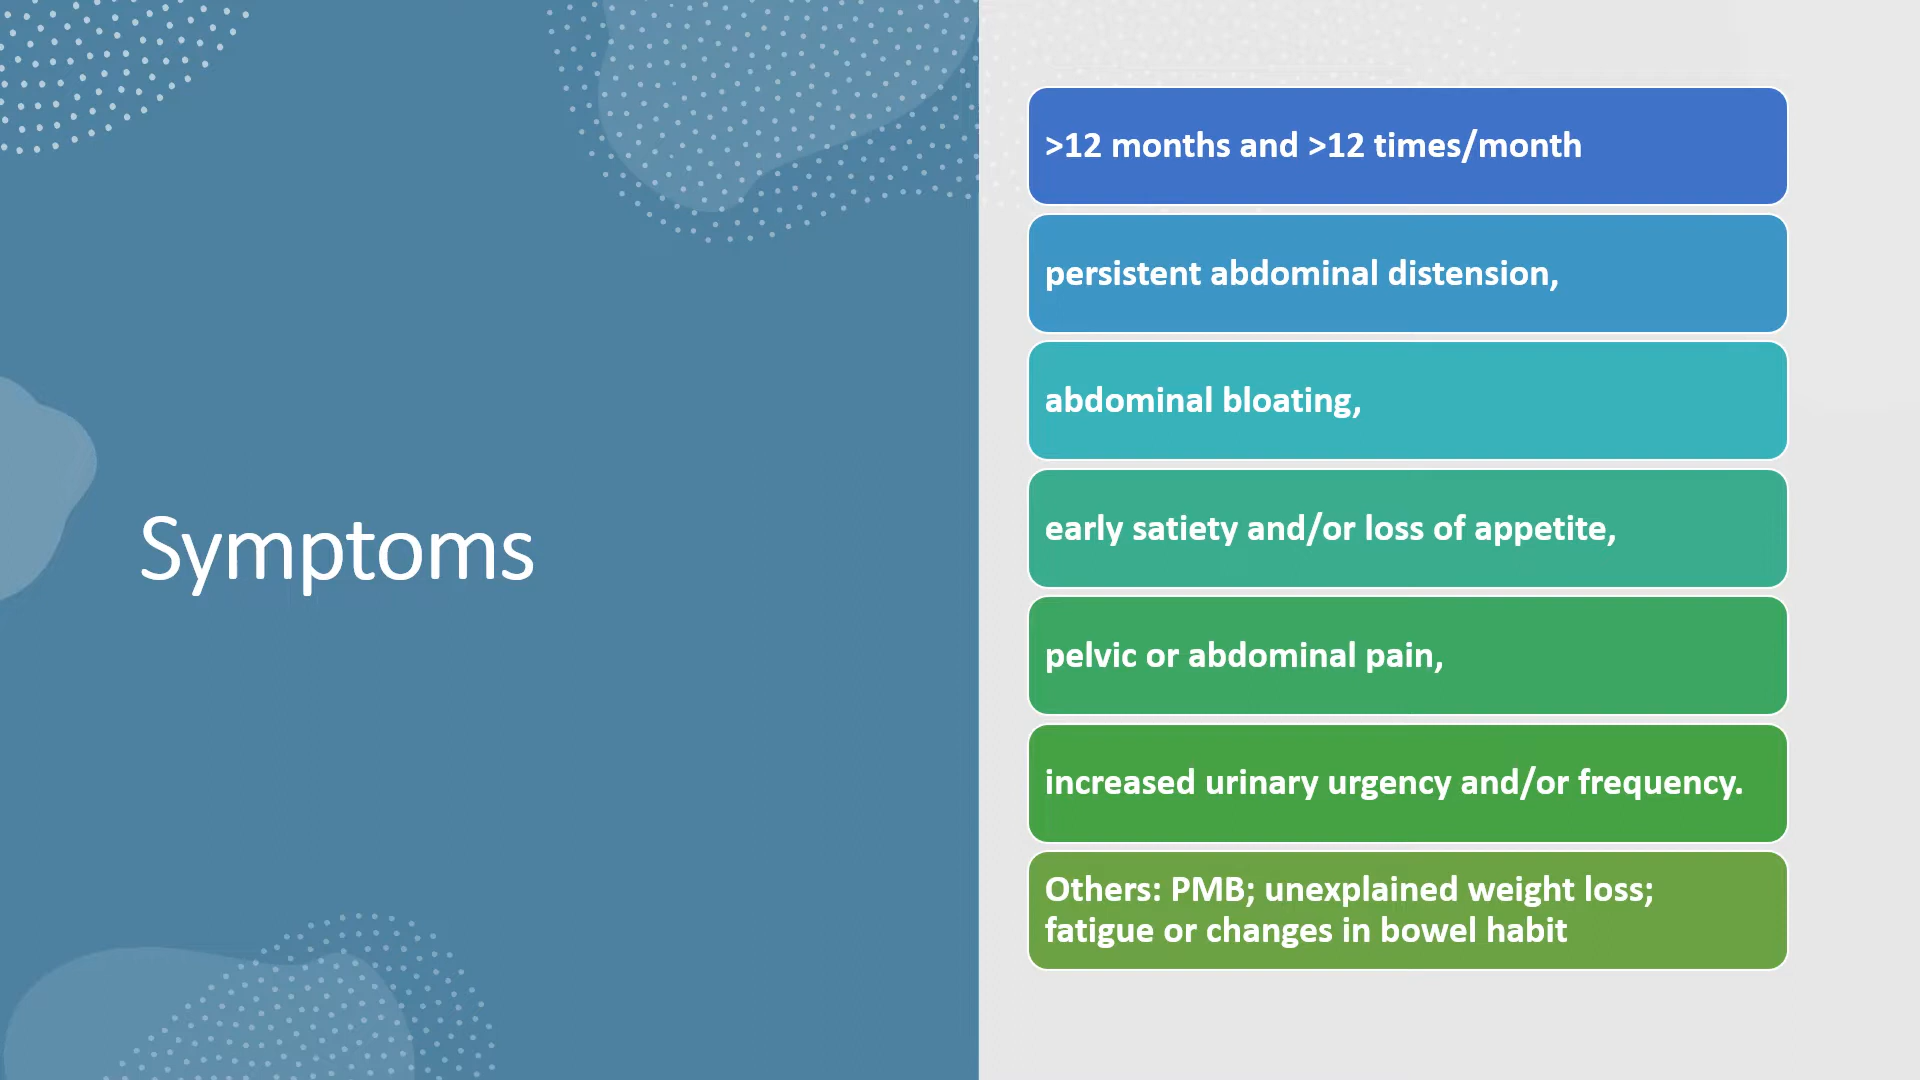 Symptoms
>12 months and >12 times/month
persistent abdominal distension,
abdominal bloating,
early satiety and/or loss of appetite,
pelvic or abdominal pain,
increased urinary urgency and/or frequency.
Others: PMB; unexplained weight loss;
fatigue or changes in bowel habit